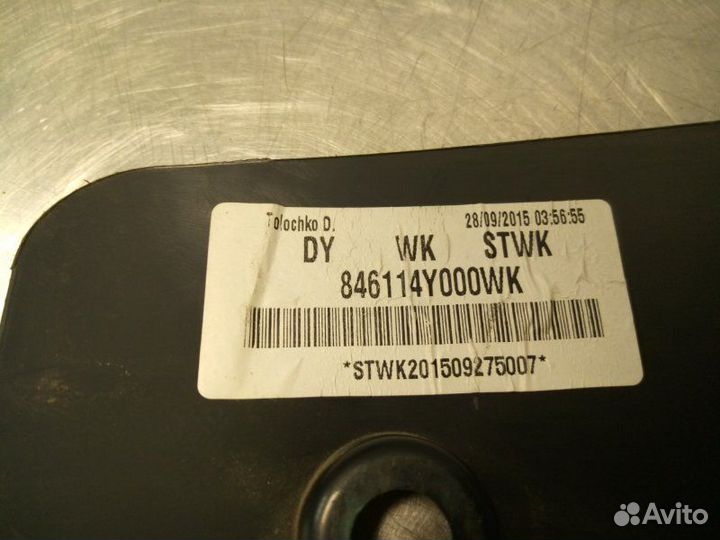 Tolochko D. 28/09/2015 03:56:55
DY WK STWK
846114Y000WK
*STWK201509275007*
Avito